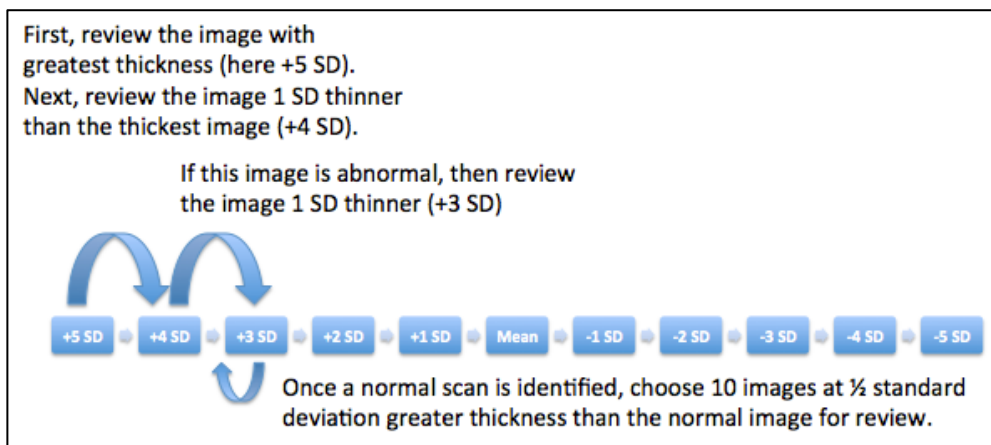 First, review the image with
greatest thickness (here +5 SD).
Next, review the image 1 SD thinner
than the thickest image (+4 SD).
If this image is abnormal, then review
the image 1 SD thinner (+3 SD)
+5 SD +4 SD +3 SD +2 SD +1 SD Mean -1 SD -2 SD -3 SD -4 SD -5 SD
Once a normal scan is identified, choose 10 images at ½ standard
deviation greater thickness than the normal image for review.